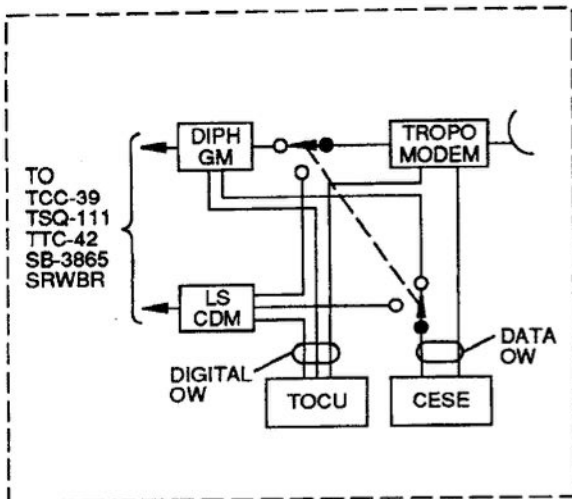 DIPH
GM
TROPO
MODEM
TO
TCC-39
TSQ-111
TTC-42
SB-3865
SRWBR
LS
CDM
DIGITAL
OW
DATA
OW
TOCU
CESE